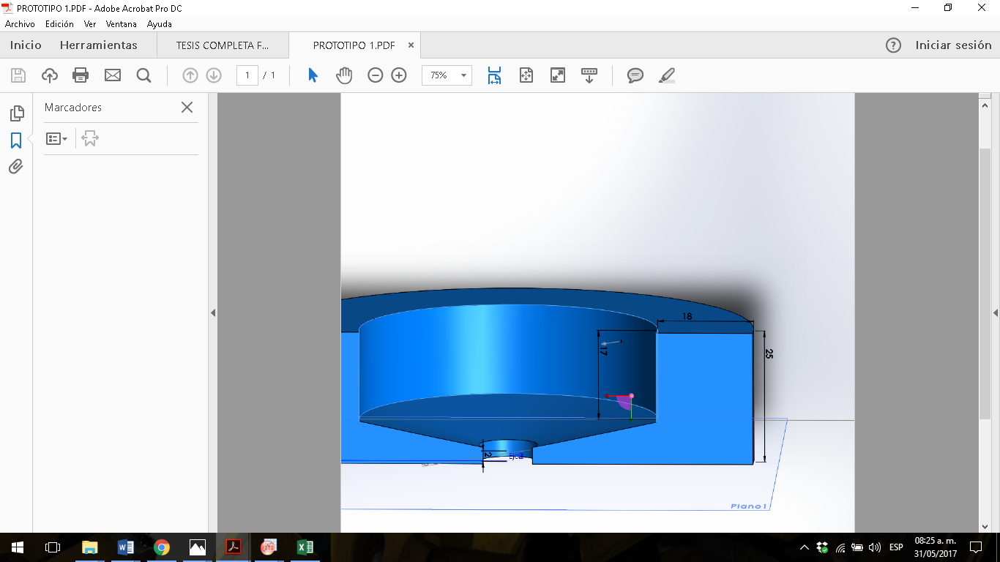 PROTOTIPO 1.PDF - Adobe Acrobat Pro DC
Archivo Edición Ver Ventana Ayuda
Inicio Herramientas TESIS COMPLETA F... PROTOTIPO 1.PDF × Iniciar sesión
1 / 1 75%
Marcadores
18
17
25
2
Plano1
ESP
08:25 a. m.
31/05/2017